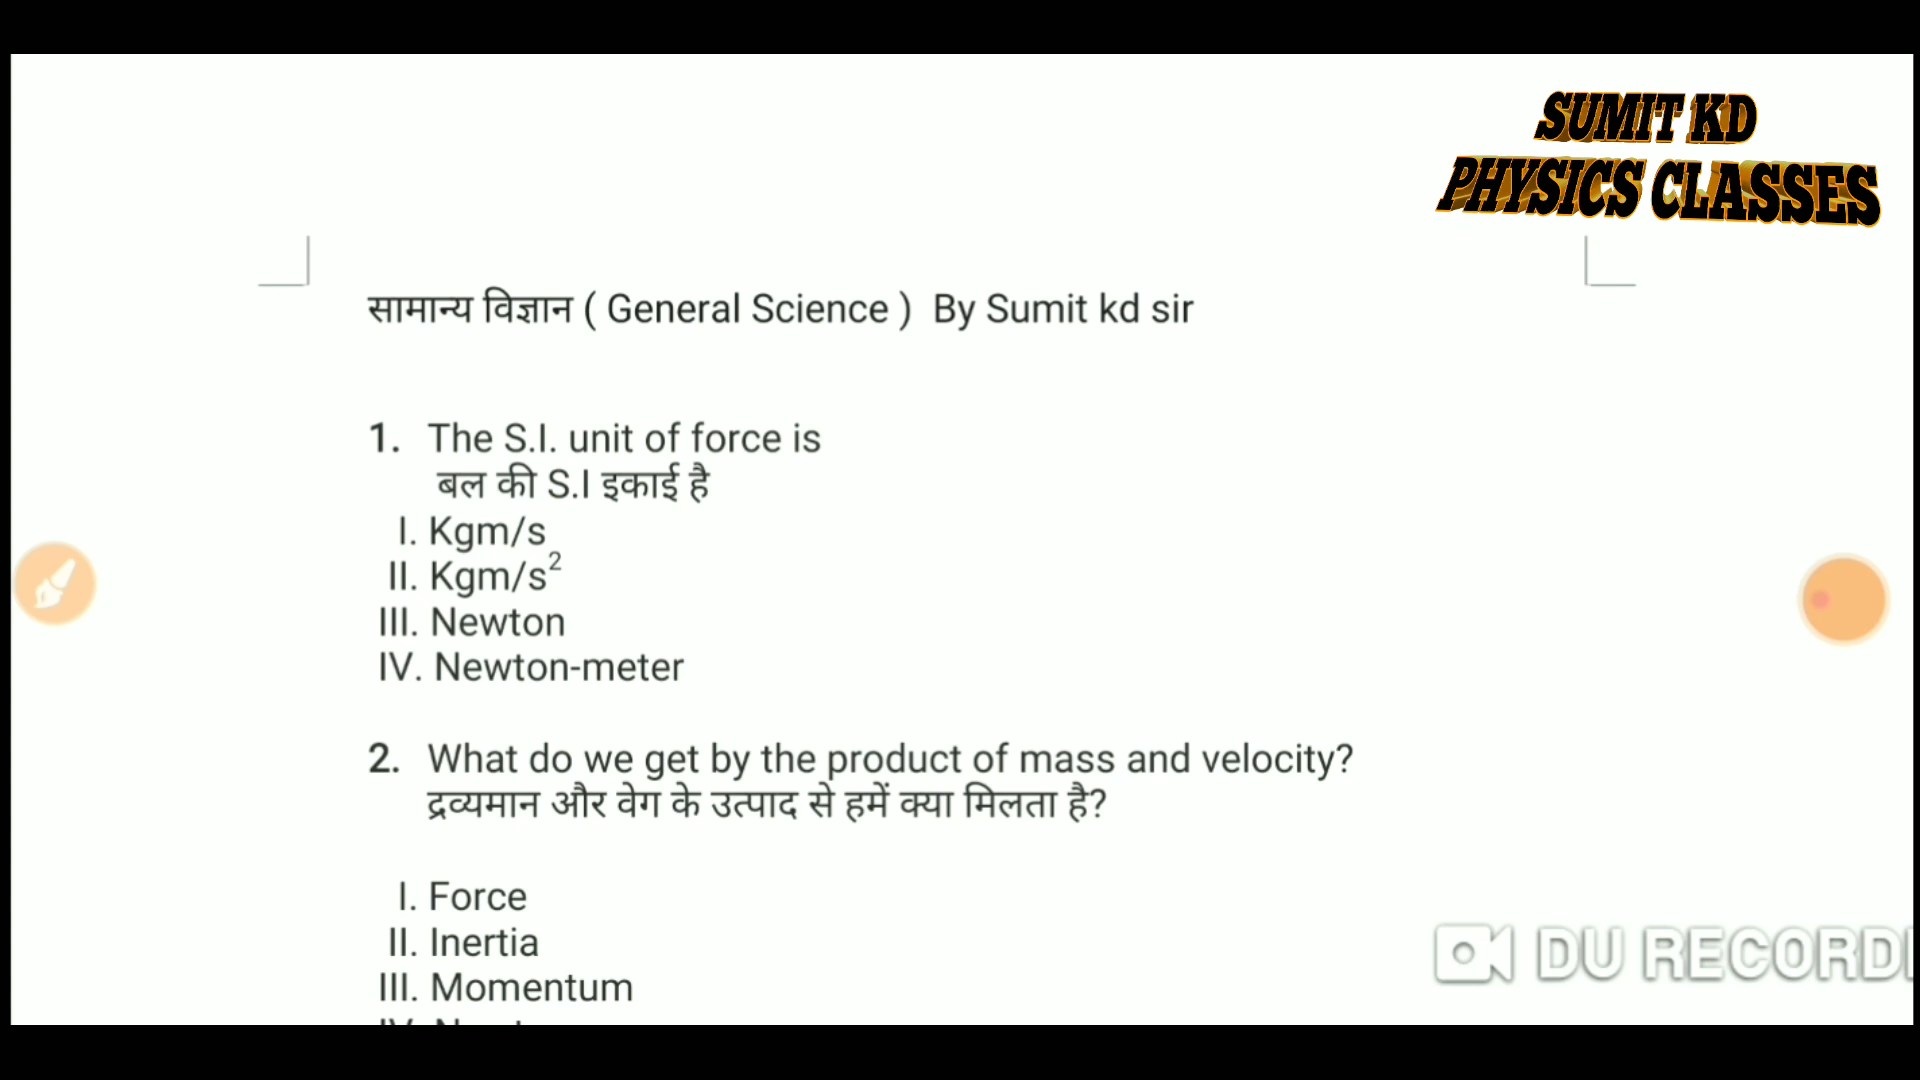 SUMIT KD
PHYSICS CLASSES
सामान्य विज्ञान ( General Science ) By Sumit kd sir
1. The S.I. unit of force is
बल की S.I इकाई है
I. Kgm/s
II. Kgm/s²
III. Newton
IV. Newton-meter
2. What do we get by the product of mass and velocity?
द्रव्यमान और वेग के उत्पाद से हमें क्या मिलता है?
I. Force
II. Inertia
III. Momentum
DU RECORD